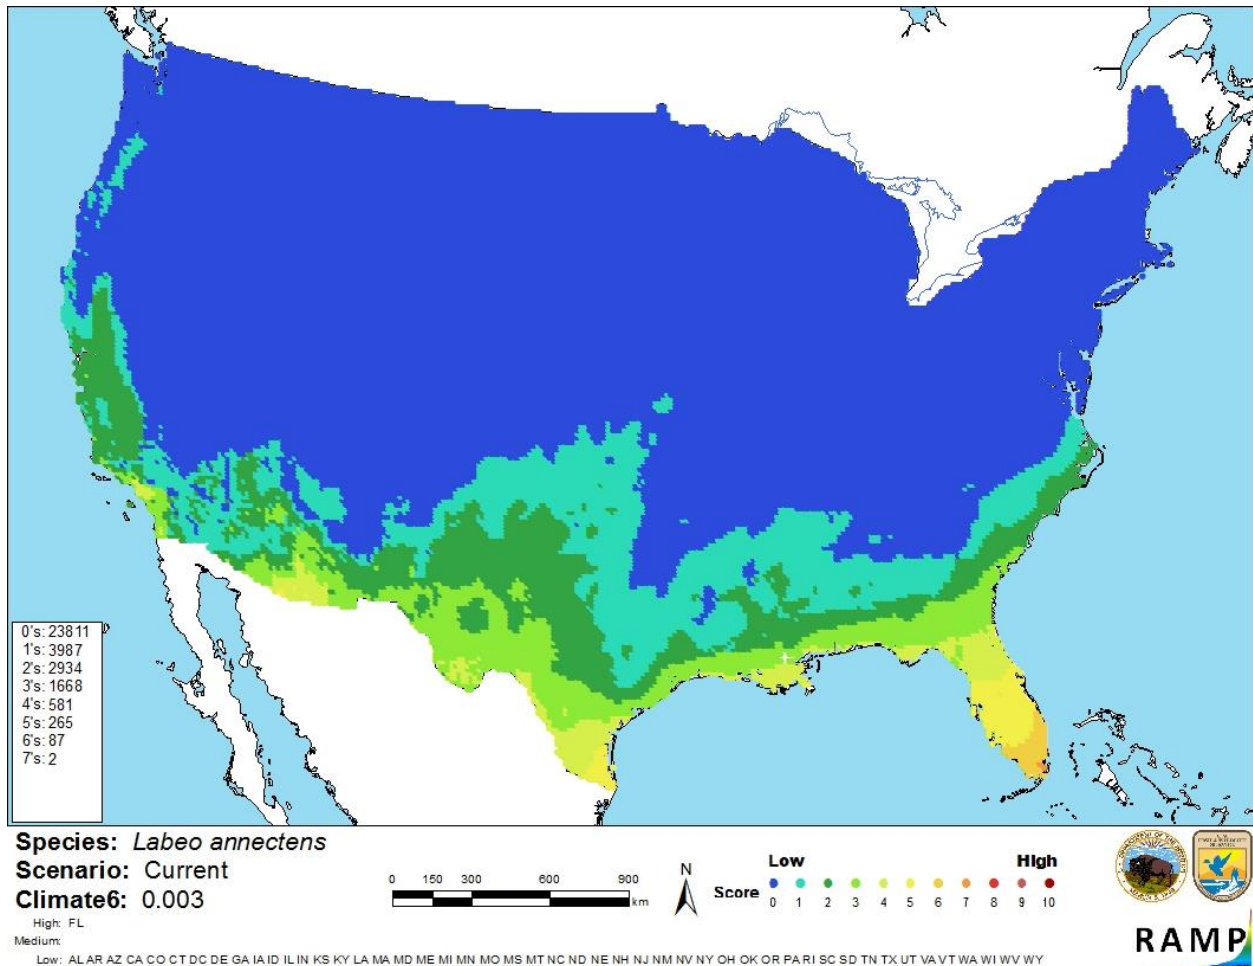 0's: 23811
1's: 3987
2's: 2934
3's: 1668
4's: 581
5's: 265
6's: 87
7's: 2
Species: Labeo annectens
Scenario: Current
Climate6: 0.003
High: FL
Medium:
Low: AL AR AZ CA CO CT DC DE GA IA ID IL IN KS KY LA MA MD ME MI MN MO MS MT NC ND NE NH NJ NM NV NY OH OK OR PA RI SC SD TN TX UT VA VT WA WI WV WY
0 150 300 600 900
km
N
Low High
Score
0 1 2 3 4 5 6 7 8 9 10
RAMP